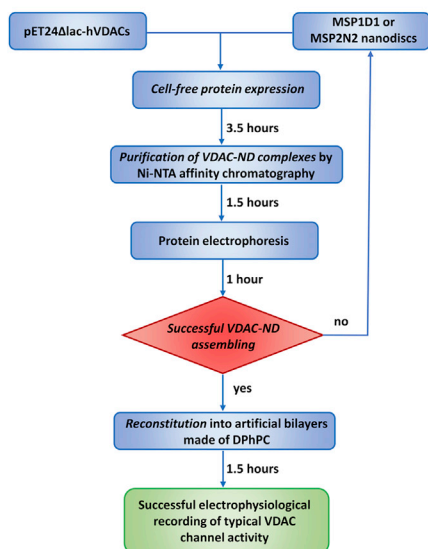 pET24Δlac-hVDACs
MSP1D1 or
MSP2N2 nanodiscs
Cell-free protein expression
3.5 hours
Purification of VDAC-ND complexes by
Ni-NTA affinity chromatography
1.5 hours
Protein electrophoresis
1 hour
Successful VDAC-ND
assembling
no
yes
Reconstitution into artificial bilayers
made of DPhPC
1.5 hours
Successful electrophysiological
recording of typical VDAC
channel activity